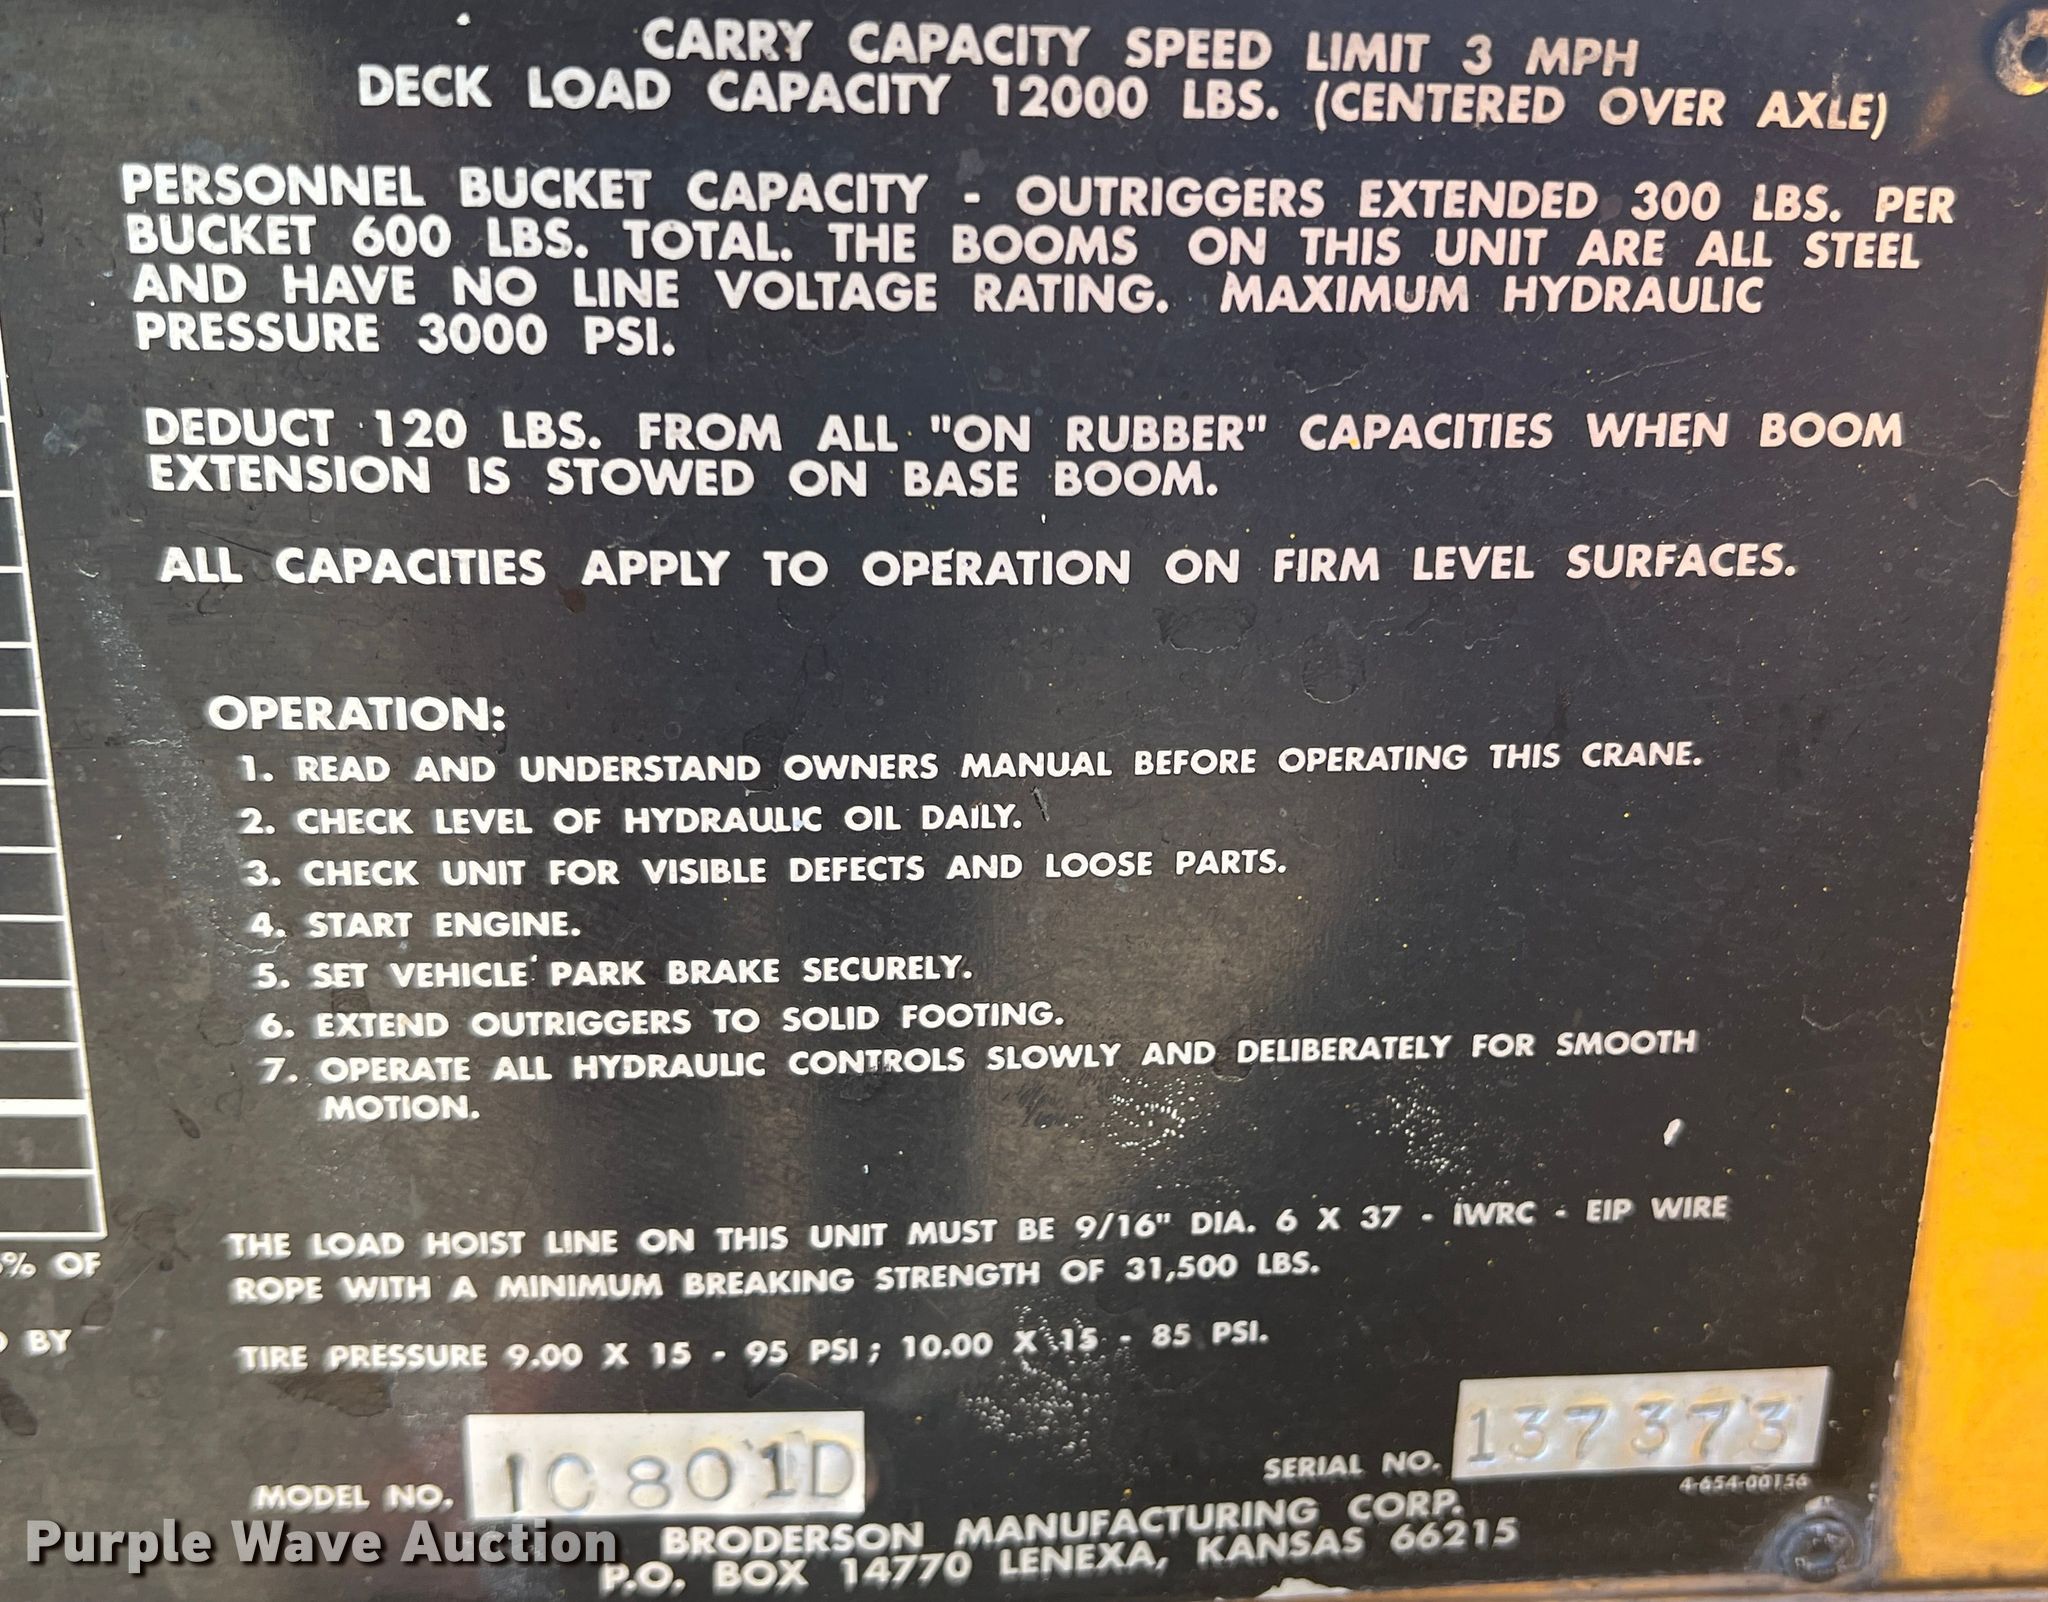 CARRY CAPACITY SPEED LIMIT 3 MPH
DECK LOAD CAPACITY 12000 LBS. (CENTERED OVER AXLE)
PERSONNEL BUCKET CAPACITY - OUTRIGGERS EXTENDED 300 LBS. PER
BUCKET 600 LBS. TOTAL. THE BOOMS ON THIS UNIT ARE ALL STEEL
AND HAVE NO LINE VOLTAGE RATING. MAXIMUM HYDRAULIC
PRESSURE 3000 PSI.
DEDUCT 120 LBS. FROM ALL "ON RUBBER" CAPACITIES WHEN BOOM
EXTENSION IS STOWED ON BASE BOOM.
ALL CAPACITIES APPLY TO OPERATION ON FIRM LEVEL SURFACES.
OPERATION:
1. READ AND UNDERSTAND OWNERS MANUAL BEFORE OPERATING THIS CRANE.
2. CHECK LEVEL OF HYDRAULIC OIL DAILY.
3. CHECK UNIT FOR VISIBLE DEFECTS AND LOOSE PARTS.
4. START ENGINE.
5. SET VEHICLE PARK BRAKE SECURELY.
6. EXTEND OUTRIGGERS TO SOLID FOOTING.
7. OPERATE ALL HYDRAULIC CONTROLS SLOWLY AND DELIBERATELY FOR SMOOTH
MOTION.
THE LOAD HOIST LINE ON THIS UNIT MUST BE 9/16" DIA. 6 X 37 - IWRC - EIP WIRE
ROPE WITH A MINIMUM BREAKING STRENGTH OF 31,500 LBS.
% OF
BY
TIRE PRESSURE 9.00 X 15 - 95 PSI; 10.00 X 15 - 85 PSI.
MODEL NO. IC801D
SERIAL NO. 137373
4-654-00156
BRODERSON MANUFACTURING CORP.
P.O. BOX 14770 LENEXA, KANSAS 66215
Purple Wave Auction